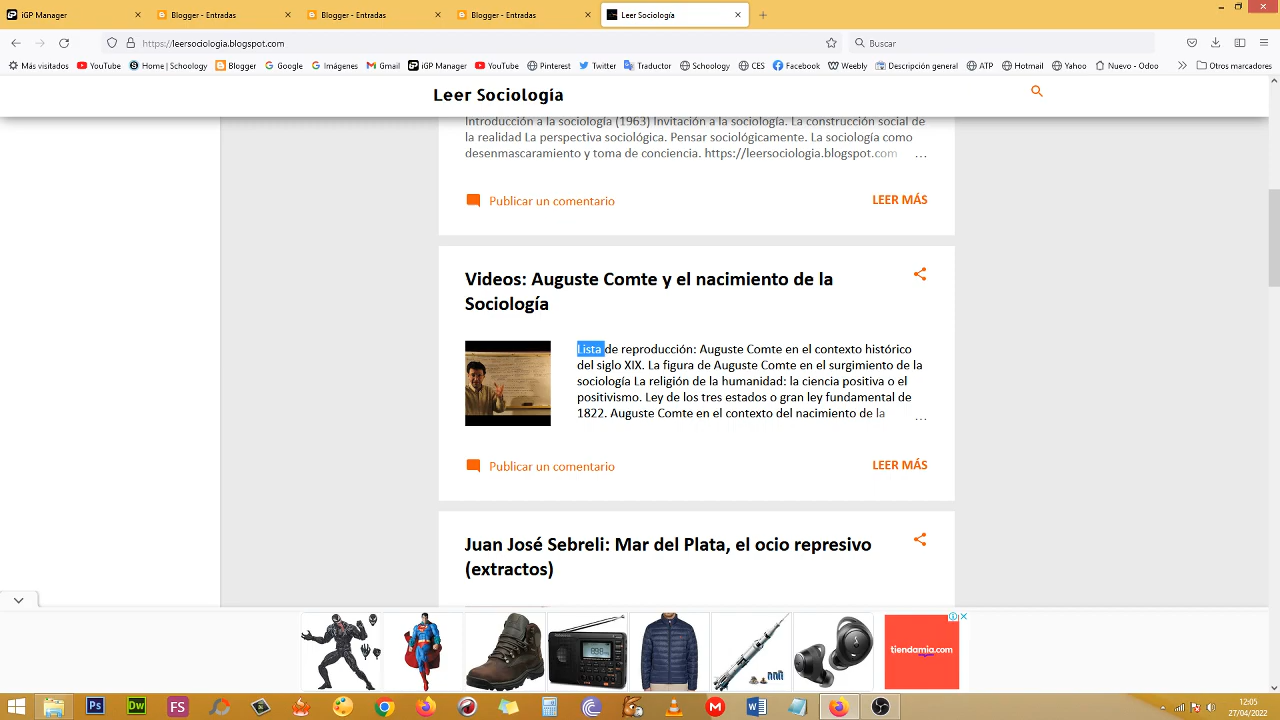 iGP Manager
Blogger - Entradas
Blogger - Entradas
Blogger - Entradas
Leer Sociología
https://leersociologia.blogspot.com
Buscar
Más visitados YouTube Home | Schoology Blogger Google Imágenes Gmail iGP Manager YouTube Pinterest Twitter Traductor Schoology CES Facebook Weebly Descripción general ATP Hotmail Yahoo Nuevo - Odoo Otros marcadores
Leer Sociología
Introducción a la sociología (1963) Invitación a la sociología. La construcción social de
la realidad La perspectiva sociológica. Pensar sociológicamente. La sociología como
desenmascaramiento y toma de conciencia. https://leersociologia.blogspot.com ...
Publicar un comentario
LEER MÁS
Videos: Auguste Comte y el nacimiento de la
Sociología
Lista de reproducción: Auguste Comte en el contexto histórico
del siglo XIX. La figura de Auguste Comte en el surgimiento de la
sociología La religión de la humanidad: la ciencia positiva o el
positivismo. Ley de los tres estados o gran ley fundamental de
1822. Auguste Comte en el contexto del nacimiento de la ...
Publicar un comentario
LEER MÁS
Juan José Sebreli: Mar del Plata, el ocio represivo
(extractos)
tiendamia.com
Ps
Dw
FS
12:05
27/04/2022